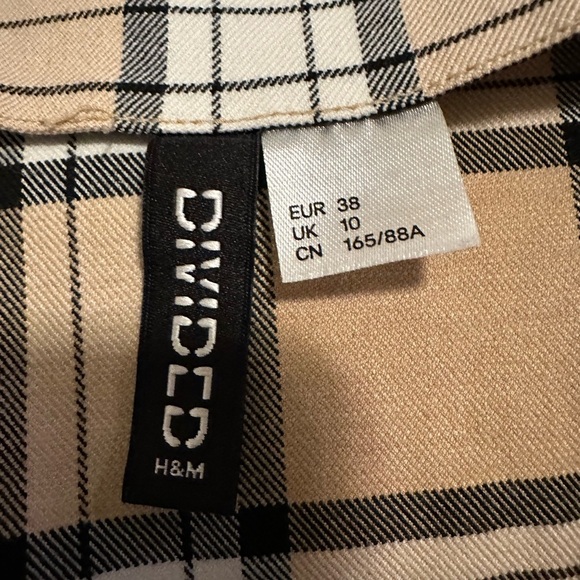 DIVIDED
H&M
EUR 38
UK 10
CN 165/88A